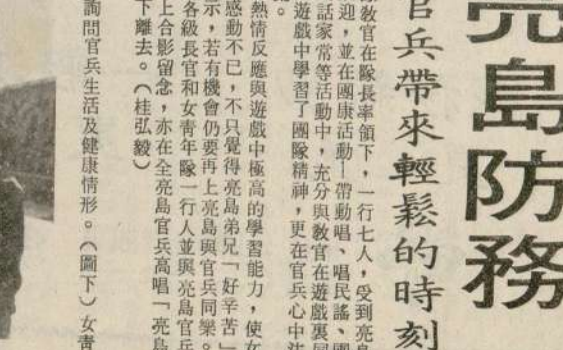 亮島防務
官兵帶來輕鬆的時刻
教官在隊長率領下，一行七人，受到亮島
迎，並在團康活動—帶動唱、唱民謠、團
話家常等活動中，充分與教官在遊戲裏同
遊戲中學習了團隊精神，更在官兵心中
。
熱情反應與遊戲中極高的學習能力，使女
感動不已，不只覺得亮島弟兄「好辛苦」
示，若有機會仍要再上亮島與官兵同樂。
各級長官和女青年隊一行人並與亮島官兵
上合影留念，亦在全亮島官兵高唱「亮島
下離去。（桂弘毅）
詢問官兵生活及健康情形。（圖下）女青